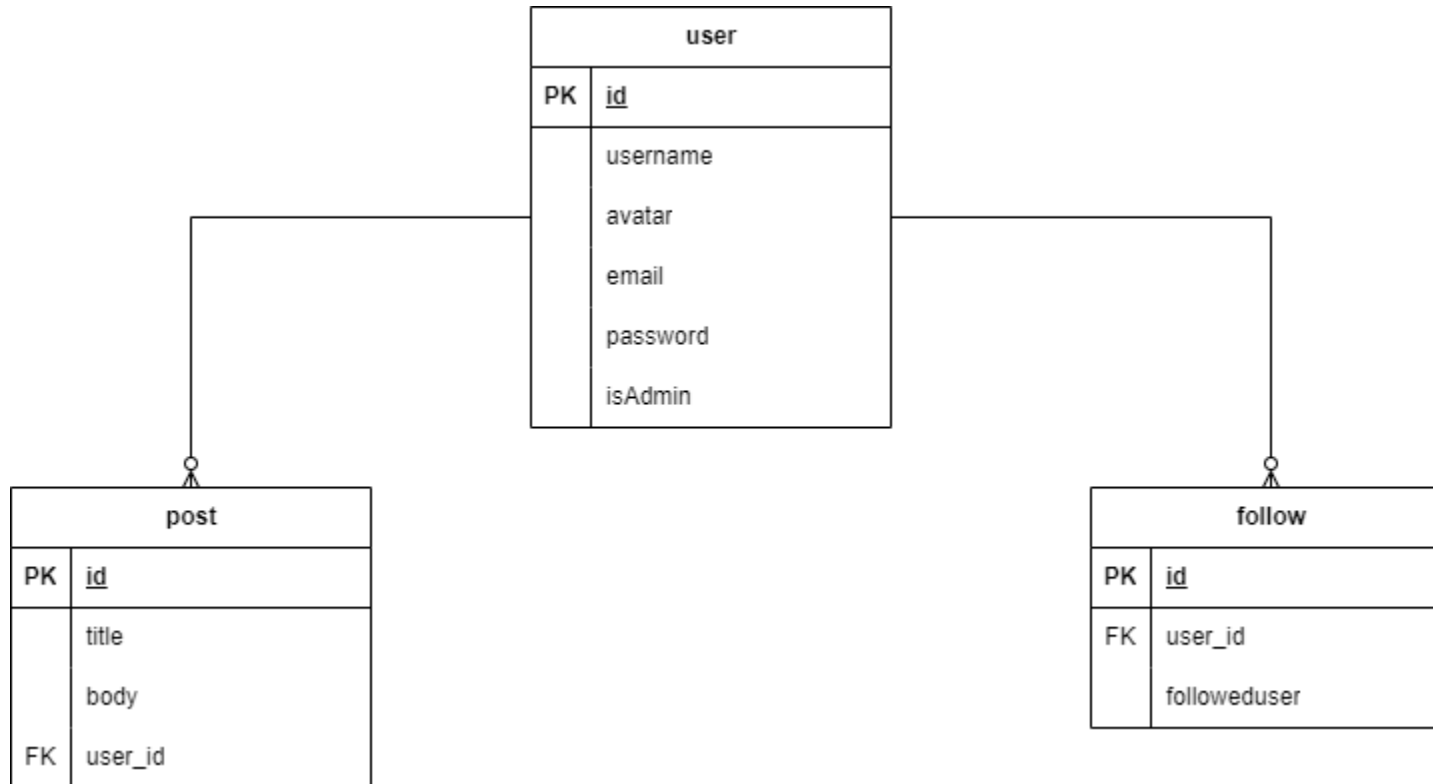 user
PK id
username
avatar
email
password
isAdmin
post
PK id
title
body
FK user_id
follow
PK id
FK user_id
followeduser